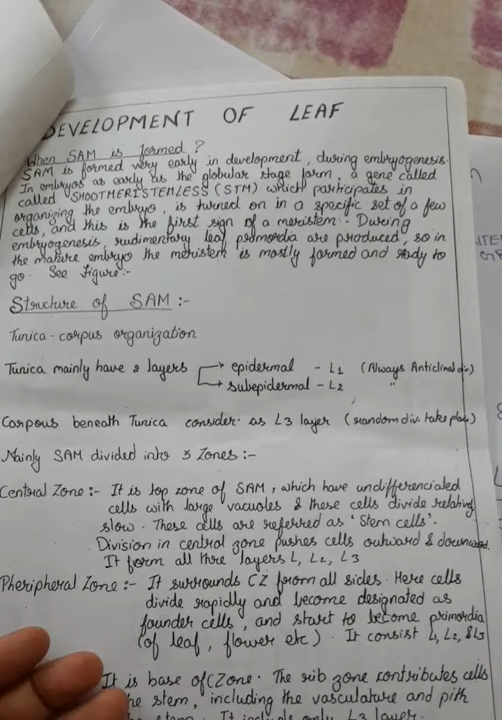 DEVELOPMENT OF LEAF
When SAM is formed?
SAM is formed very early in development, during embryogenesis.
In embryos as early as the globular stage form, a gene called
called SHOOTMERISTEMLESS (STM) which participates in
organizing the embryo, is turned on in a specific set of a few
cells, and this is the first sign of a meristem. During
embryogenesis, rudimentary leaf primordia are produced, so in
the mature embryo the meristem is mostly formed and ready to
go. See Figure:-
Structure of SAM :-
Tunica-corpus organization
Tunica mainly have 2 layers epidermal - L1 (Always Anticlinal div.)
subepidermal - L2 "
Corpous beneath Tunica consider as L3 layer (random div. take place)
Mainly SAM divided into 3 Zones :-
Central Zone :- It is top zone of SAM, which have undifferenciated
cells with large vacuoles & these cells divide relating
slow. These cells are referred as 'Stem cells'.
Division in central zone pushes cells outward & downward.
It form all three layers L, L2, L3
Pheripheral Zone :- It surrounds CZ from all sides. Here cells
divide rapidly and become designated as
founder cells, and start to become primordia
(of leaf, flower etc). It consist L1, L2, & L3
It is base of CZone. The rib zone contributes cells
the stem, including the vasculature and pith
It include only L3 layer